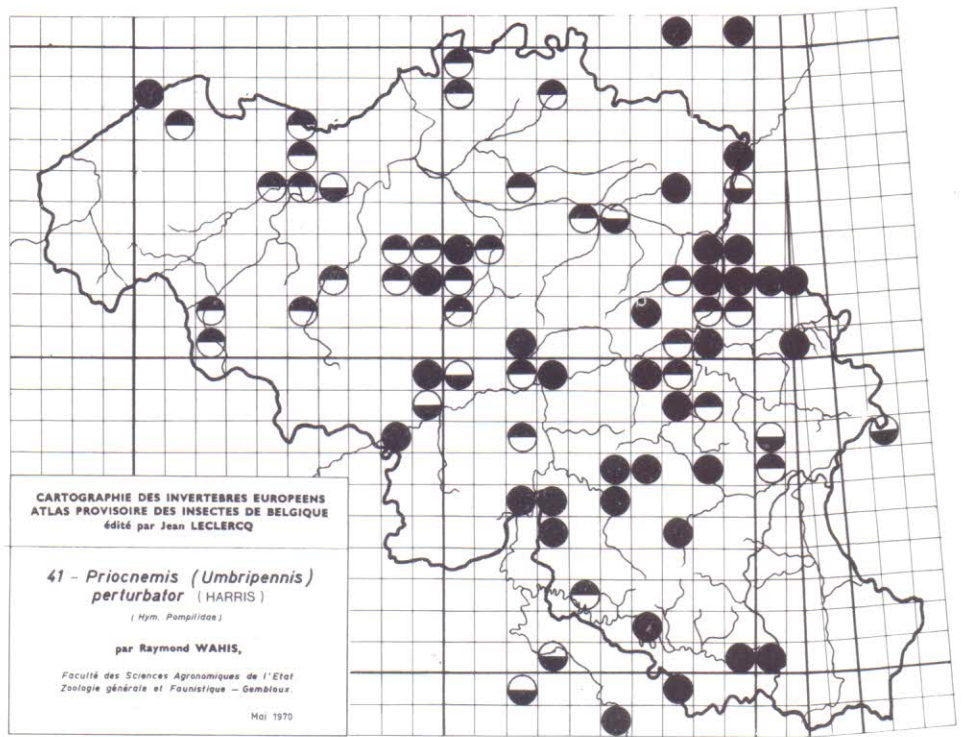 CARTOGRAPHIE DES INVERTEBRES EUROPEENS
ATLAS PROVISOIRE DES INSECTES DE BELGIQUE
édité par Jean LECLERCQ
41 - Priocnemis (Umbripennis)
perturbator (HARRIS)
(Hym. Pompilidae)
par Raymond WAHIS,
Faculté des Sciences Agronomiques de l'Etat
Zoologie générale et Faunistique - Gembloux.
Mai 1970